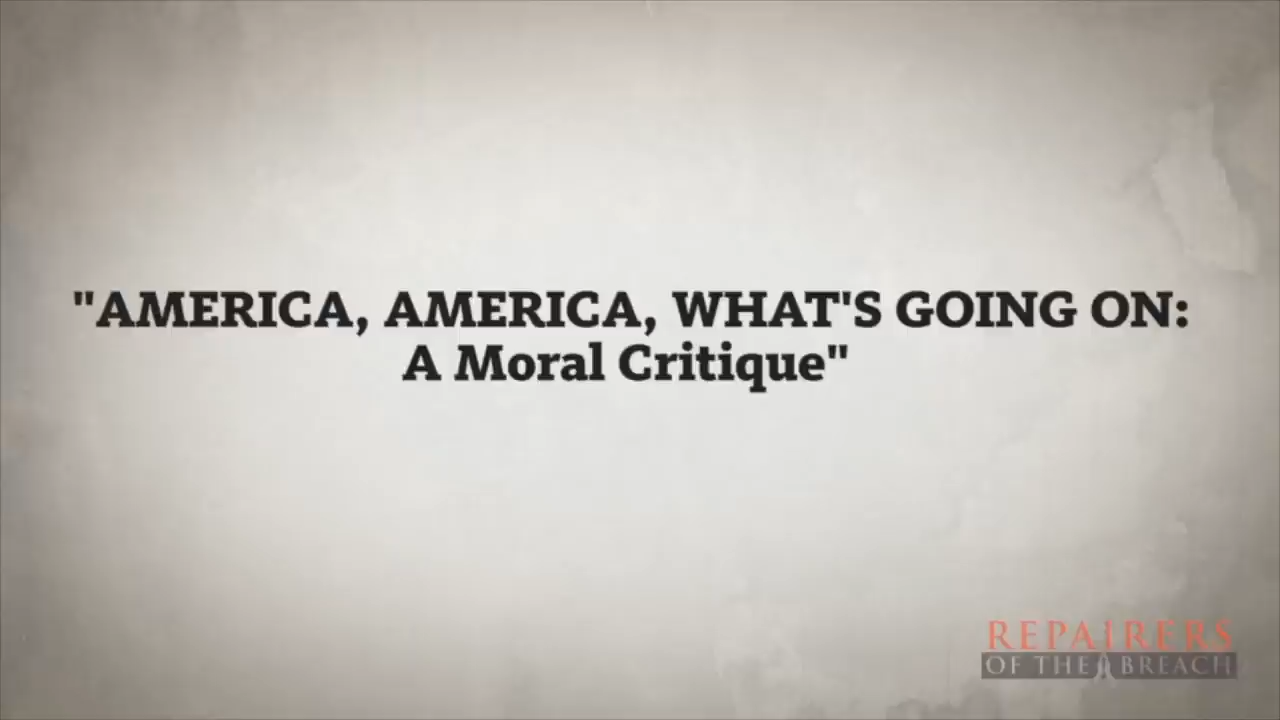 "AMERICA, AMERICA, WHAT'S GOING ON:
A Moral Critique"
REPAIRERS
OF THE BREACH